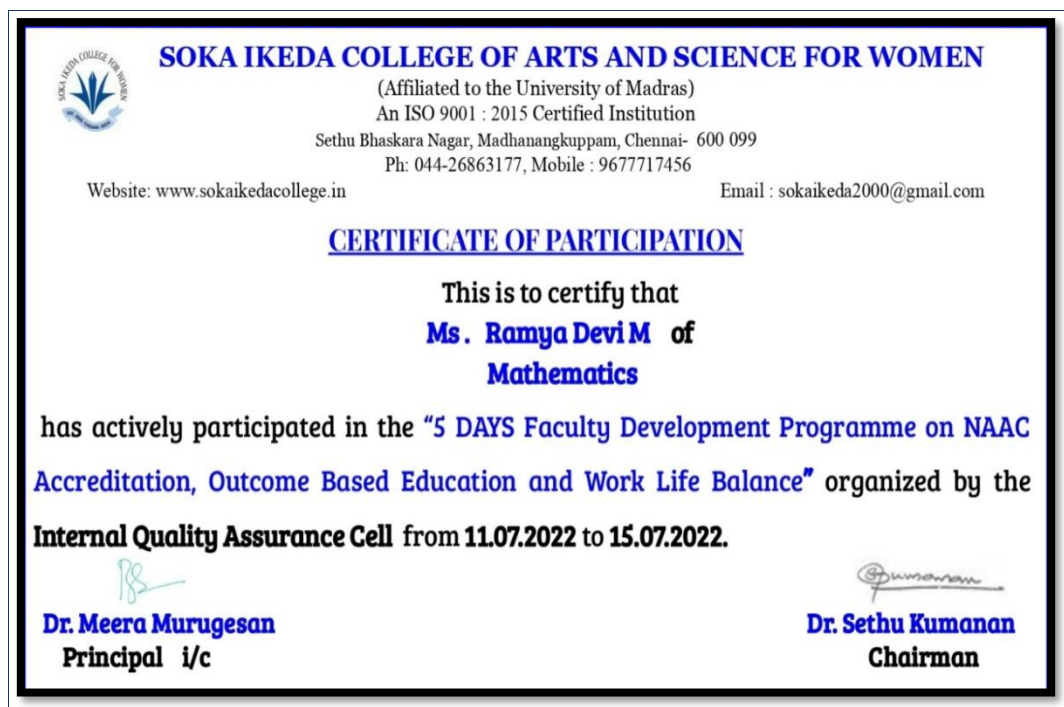 SOKA IKEDA COLLEGE FOR WOMEN
SOKA IKEDA COLLEGE OF ARTS AND SCIENCE FOR WOMEN
(Affiliated to the University of Madras)
An ISO 9001 : 2015 Certified Institution
Sethu Bhaskara Nagar, Madhanangkuppam, Chennai- 600 099
Ph: 044-26863177, Mobile : 9677717456
Website: www.sokaikedacollege.in Email : sokaikeda2000@gmail.com
CERTIFICATE OF PARTICIPATION
This is to certify that
Ms. Ramya Devi M of
Mathematics
has actively participated in the “5 DAYS Faculty Development Programme on NAAC
Accreditation, Outcome Based Education and Work Life Balance” organized by the
Internal Quality Assurance Cell from 11.07.2022 to 15.07.2022.
Dr. Meera Murugesan Dr. Sethu Kumanan
Principal i/c Chairman